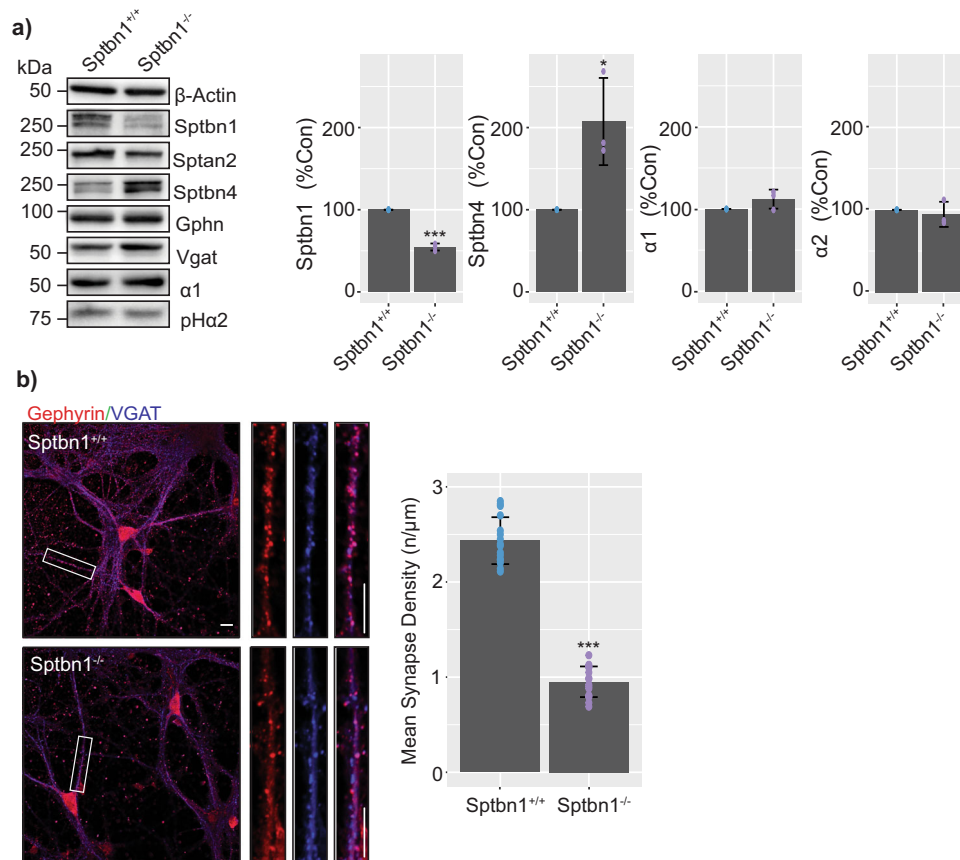 a)
Sptbn1+/+
Sptbn1-/-
kDa
50
β-Actin
250
Sptbn1
250
Sptan2
250
Sptbn4
100
Gphn
50
Vgat
50
α1
75
pHα2
Sptbn1 (%Con)
200
100
0
***
Sptbn1+/+
Sptbn1-/-
Sptbn4 (%Con)
200
100
0
*
Sptbn1+/+
Sptbn1-/-
α1 (%Con)
200
100
0
Sptbn1+/+
Sptbn1-/-
α2 (%Con)
200
100
0
Sptbn1+/+
Sptbn1-/-
b)
Gephyrin/VGAT
Sptbn1+/+
Sptbn1-/-
Mean Synapse Density (n/μm)
3
2
1
0
***
Sptbn1+/+
Sptbn1-/-